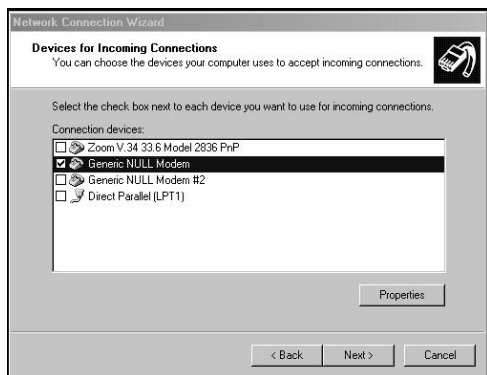 Network Connection Wizard
Devices for Incoming Connections
You can choose the devices your computer uses to accept incoming connections.
Select the check box next to each device you want to use for incoming connections.
Connection devices:
Zoom V.34 33.6 Model 2836 PnP
Generic NULL Modem
Generic NULL Modem #2
Direct Parallel (LPT1)
Properties
< Back Next > Cancel